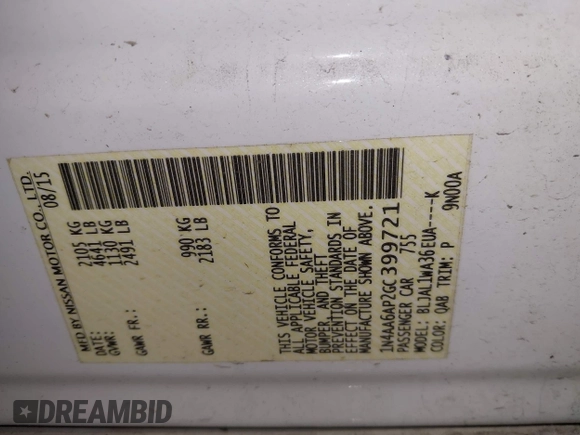 MFD BY NISSAN MOTOR CO., LTD.
DATE: 08/15
GVWR: 2105 KG
4641 LB
GAWR FR.: 1130 KG
2491 LB
GAWR RR.: 990 KG
2183 LB
THIS VEHICLE CONFORMS TO
ALL APPLICABLE FEDERAL
MOTOR VEHICLE SAFETY,
BUMPER AND THEFT
PREVENTION STANDARDS IN
EFFECT ON THE DATE OF
MANUFACTURE SHOWN ABOVE.
1N4AA6AP2GC399721
PASSENGER CAR 755
MODEL: BLJALLWA36EUA----K
COLOR: QAB TRIM: P 9N00A
DREAMBID